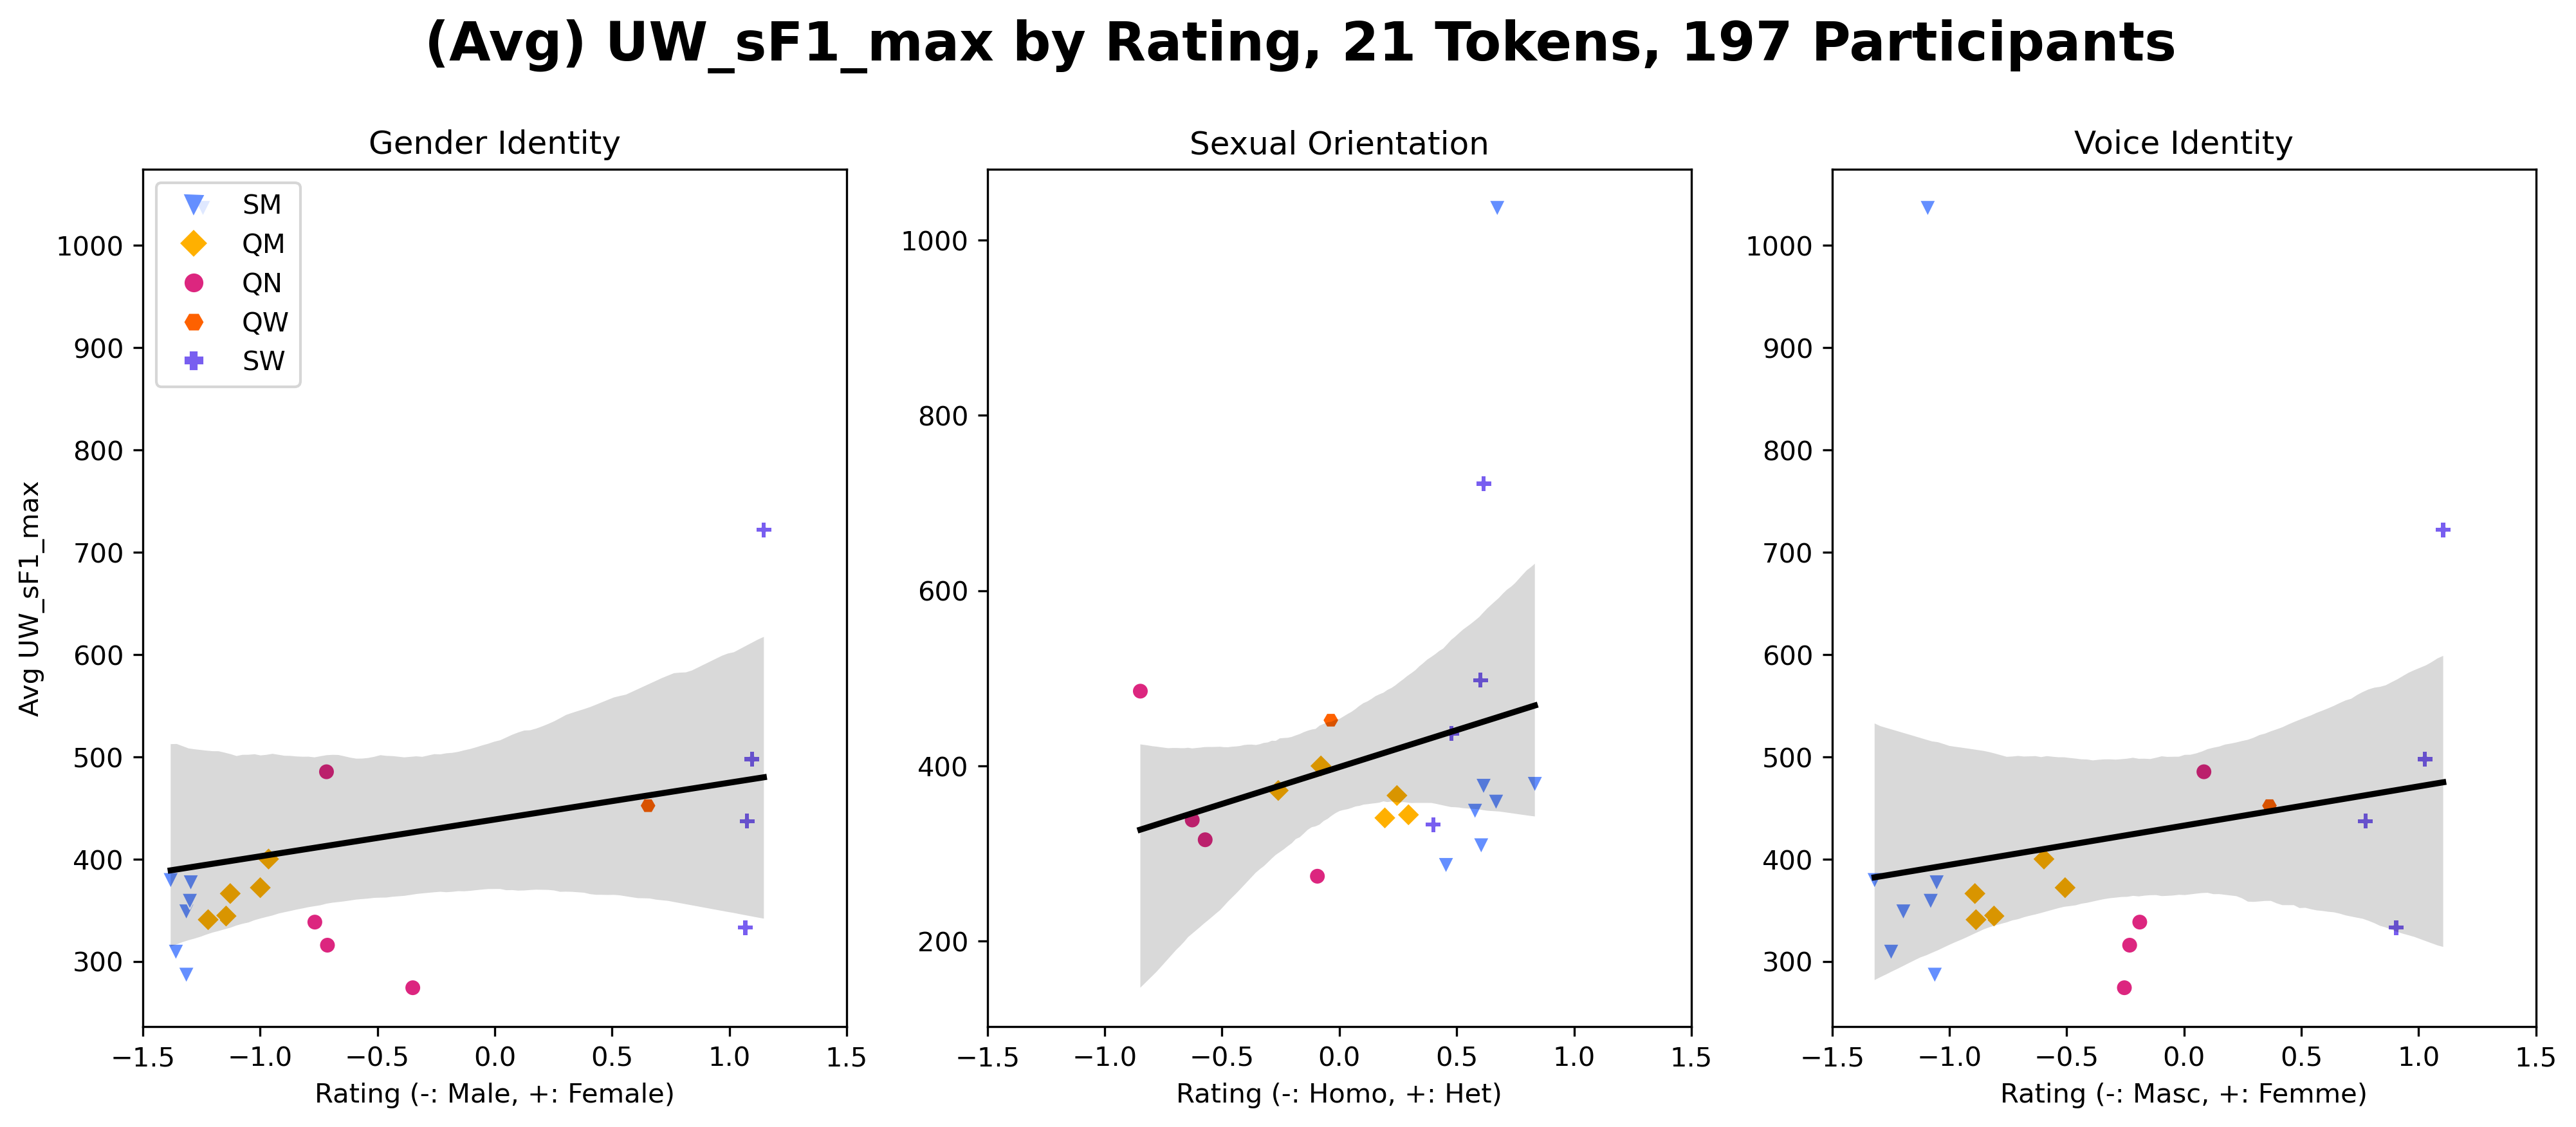 (Avg) UW_sF1_max by Rating, 21 Tokens, 197 Participants
Gender Identity
Sexual Orientation
Voice Identity
SM
QM
QN
QW
SW
Avg UW_sF1_max
1000
900
800
700
600
500
400
300
−1.5 −1.0 −0.5 0.0 0.5 1.0 1.5
Rating (-: Male, +: Female)
1000
800
600
400
200
−1.5 −1.0 −0.5 0.0 0.5 1.0 1.5
Rating (-: Homo, +: Het)
1000
900
800
700
600
500
400
300
−1.5 −1.0 −0.5 0.0 0.5 1.0 1.5
Rating (-: Masc, +: Femme)